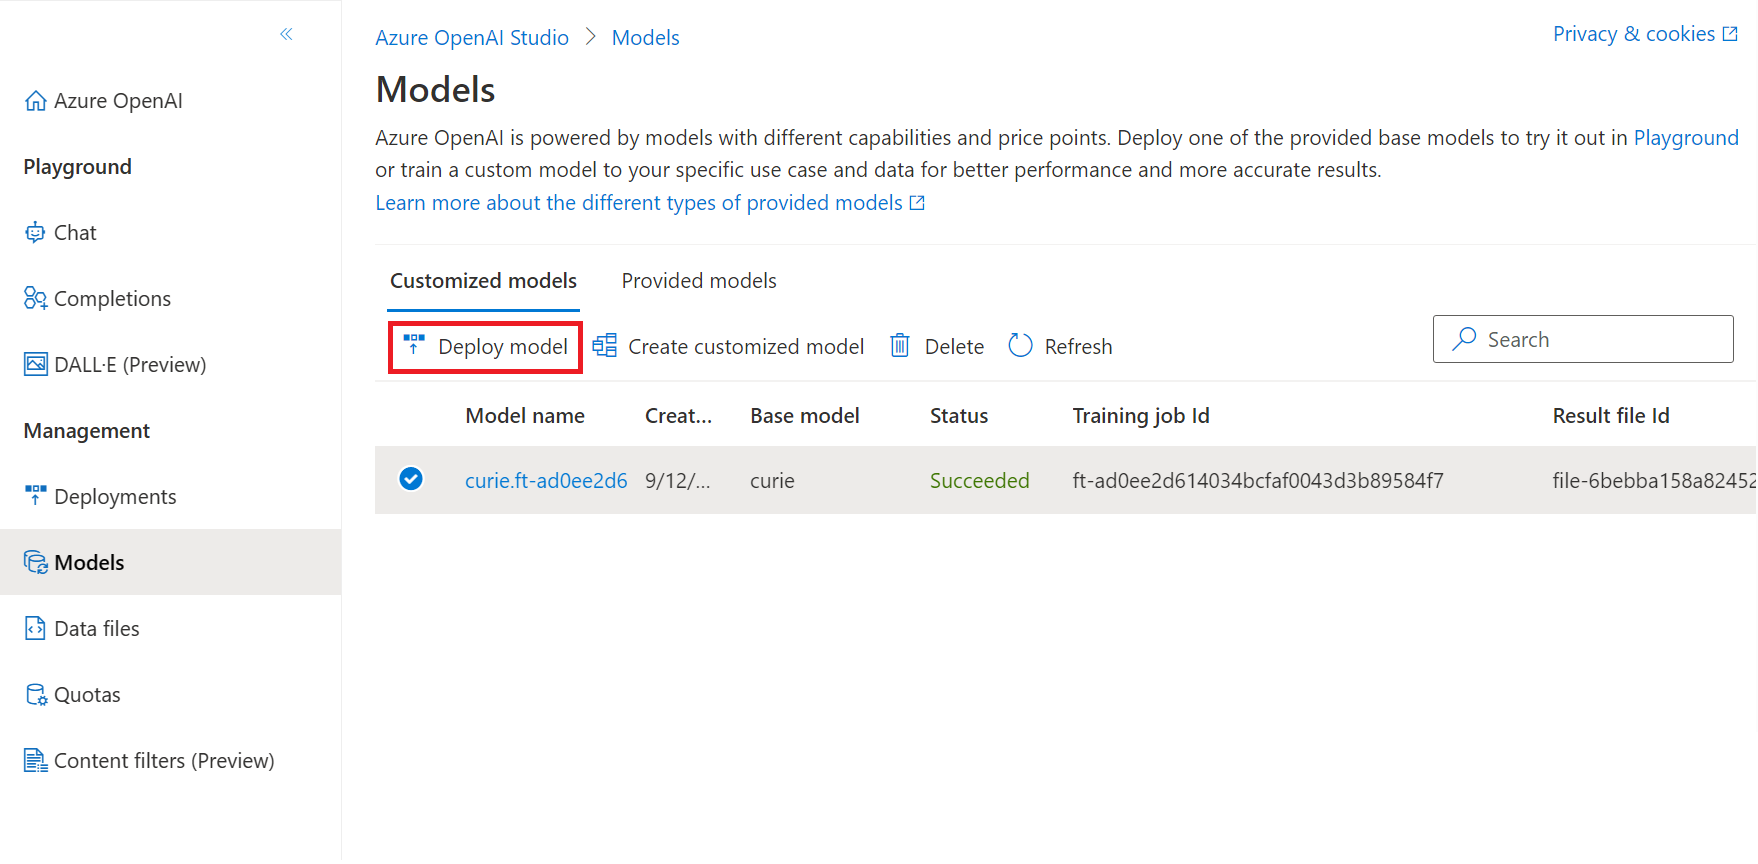 Azure OpenAI
Playground
Chat
Completions
DALL·E (Preview)
Management
Deployments
Models
Data files
Quotas
Content filters (Preview)
Azure OpenAI Studio > Models
Privacy & cookies
Models
Azure OpenAI is powered by models with different capabilities and price points. Deploy one of the provided base models to try it out in Playground
or train a custom model to your specific use case and data for better performance and more accurate results.
Learn more about the different types of provided models
Customized models Provided models
Deploy model Create customized model Delete Refresh Search
Model name Creat... Base model Status Training job Id Result file Id
curie.ft-ad0ee2d6 9/12/... curie Succeeded ft-ad0ee2d614034bcfaf0043d3b89584f7 file-6bebba158a82452